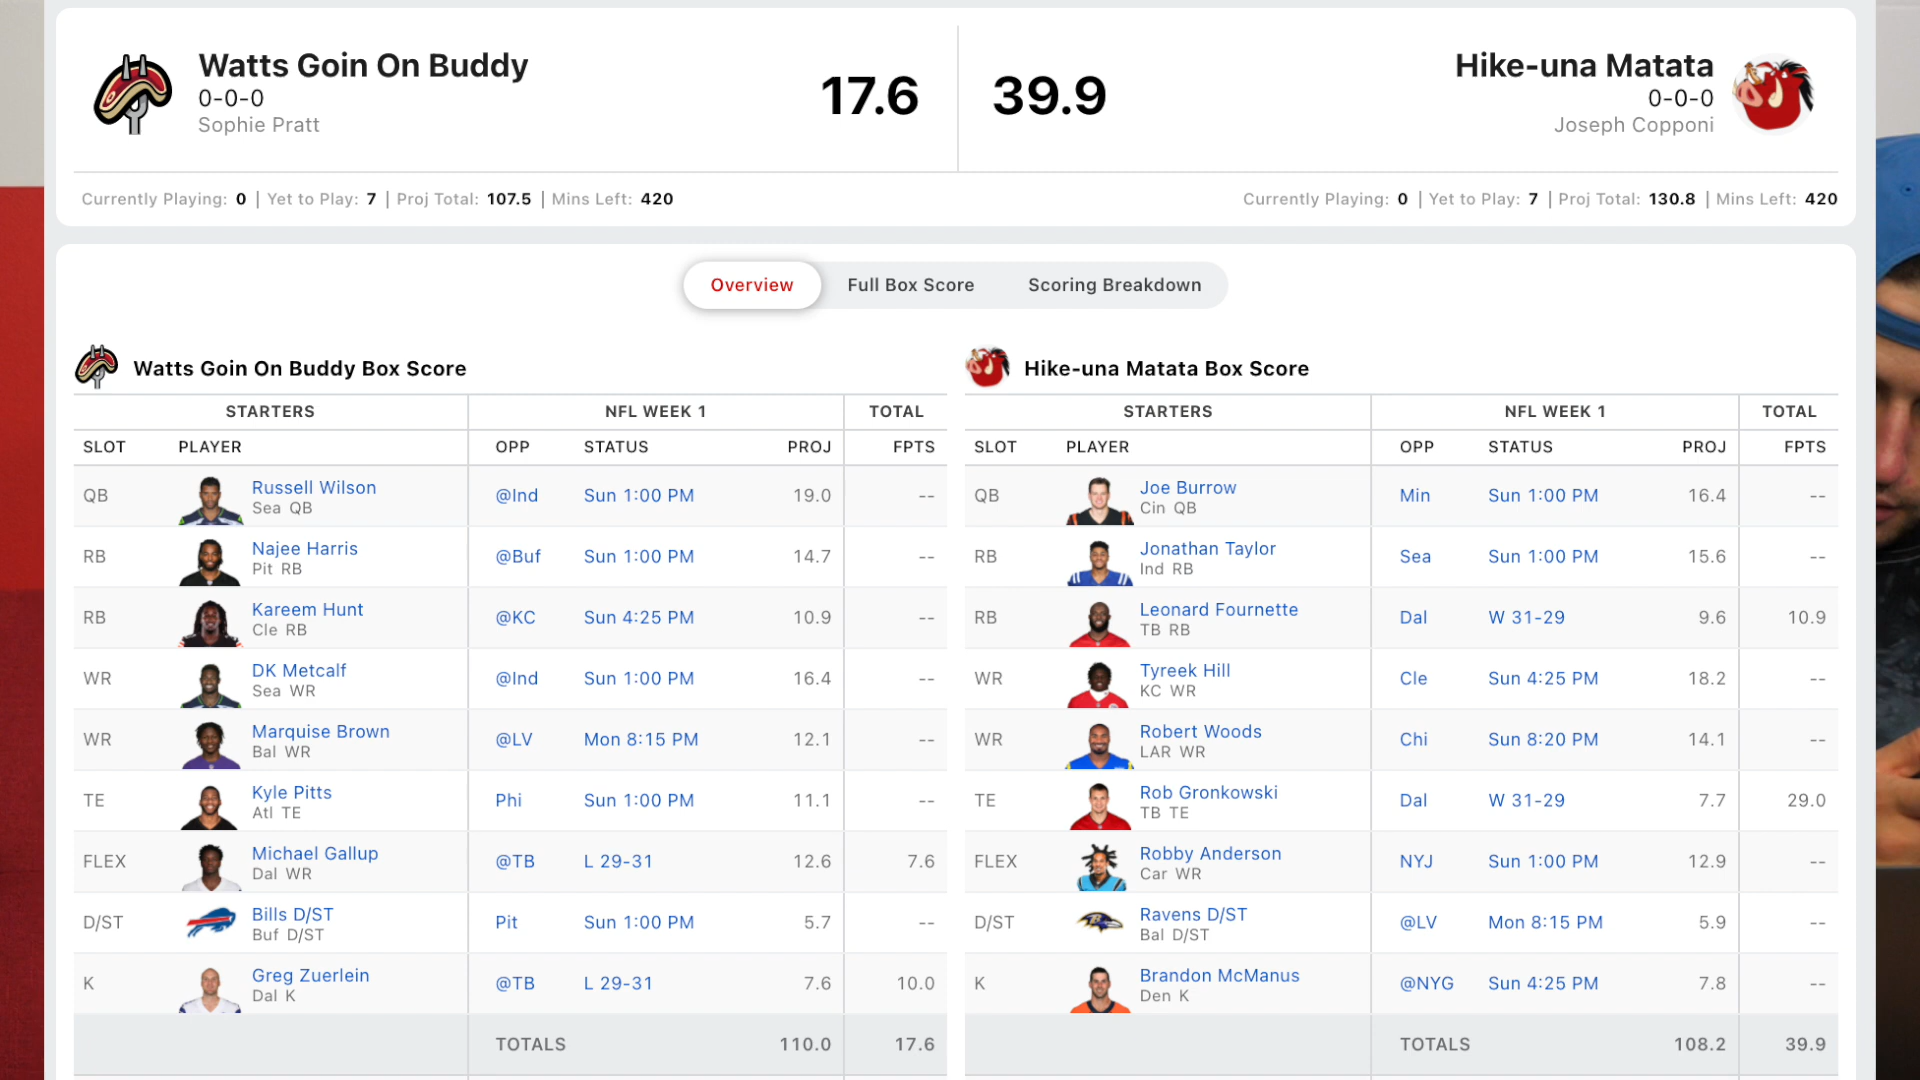 Watts Goin On Buddy
0-0-0
Sophie Pratt
17.6
39.9
Hike-una Matata
0-0-0
Joseph Copponi
Currently Playing: 0 | Yet to Play: 7 | Proj Total: 107.5 | Mins Left: 420
Currently Playing: 0 | Yet to Play: 7 | Proj Total: 130.8 | Mins Left: 420
Overview Full Box Score Scoring Breakdown
Watts Goin On Buddy Box Score
STARTERS NFL WEEK 1 TOTAL
SLOT PLAYER OPP STATUS PROJ FPTS
QB Russell Wilson @Ind Sun 1:00 PM 19.0 --
Sea QB
RB Najee Harris @Buf Sun 1:00 PM 14.7 --
Pit RB
RB Kareem Hunt @KC Sun 4:25 PM 10.9 --
Cle RB
WR DK Metcalf @Ind Sun 1:00 PM 16.4 --
Sea WR
WR Marquise Brown @LV Mon 8:15 PM 12.1 --
Bal WR
TE Kyle Pitts Phi Sun 1:00 PM 11.1 --
Atl TE
FLEX Michael Gallup @TB L 29-31 12.6 7.6
Dal WR
D/ST Bills D/ST Pit Sun 1:00 PM 5.7 --
Buf D/ST
K Greg Zuerlein @TB L 29-31 7.6 10.0
Dal K
TOTALS 110.0 17.6
Hike-una Matata Box Score
STARTERS NFL WEEK 1 TOTAL
SLOT PLAYER OPP STATUS PROJ FPTS
QB Joe Burrow Min Sun 1:00 PM 16.4 --
Cin QB
RB Jonathan Taylor Sea Sun 1:00 PM 15.6 --
Ind RB
RB Leonard Fournette Dal W 31-29 9.6 10.9
TB RB
WR Tyreek Hill Cle Sun 4:25 PM 18.2 --
KC WR
WR Robert Woods Chi Sun 8:20 PM 14.1 --
LAR WR
TE Rob Gronkowski Dal W 31-29 7.7 29.0
TB TE
FLEX Robby Anderson NYJ Sun 1:00 PM 12.9 --
Car WR
D/ST Ravens D/ST @LV Mon 8:15 PM 5.9 --
Bal D/ST
K Brandon McManus @NYG Sun 4:25 PM 7.8 --
Den K
TOTALS 108.2 39.9